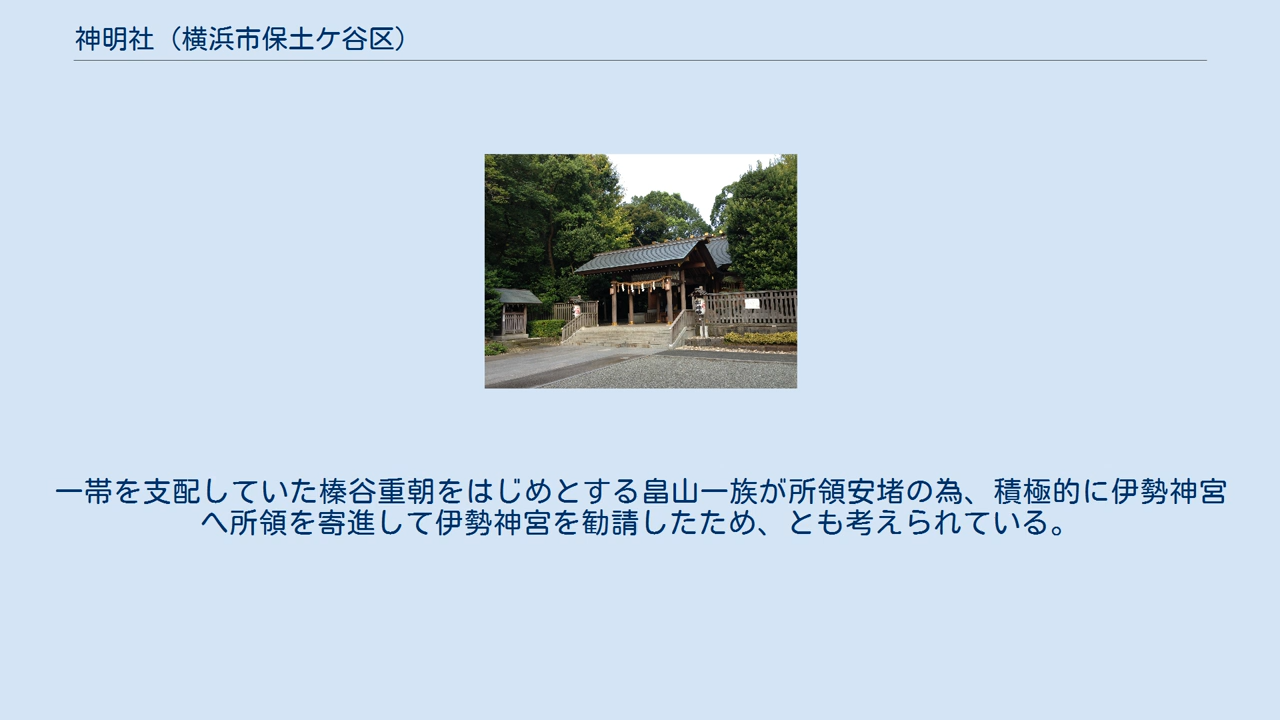 神明社（横浜市保土ケ谷区）
一帯を支配していた榛谷重朝をはじめとする畠山一族が所領安堵の為、積極的に伊勢神宮
へ所領を寄進して伊勢神宮を勧請したため、とも考えられている。